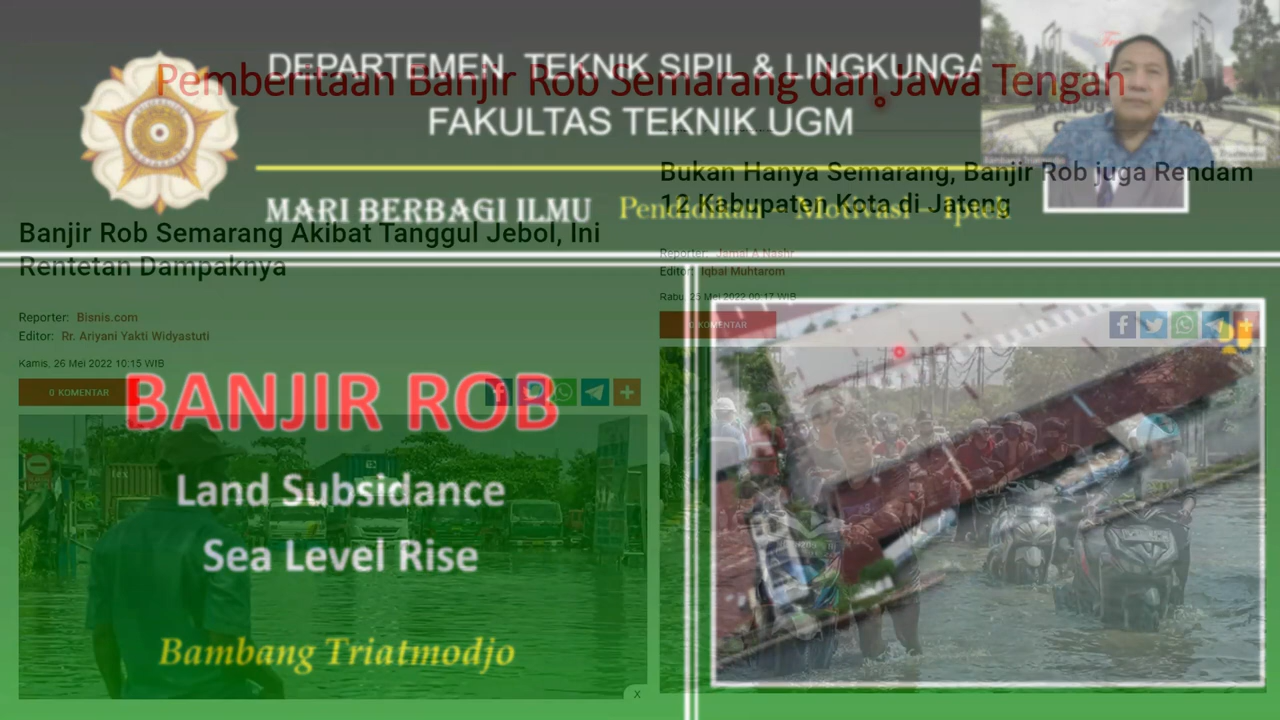 DEPARTEMEN TEKNIK SIPIL & LINGKUNGA
Pemberitaan Banjir Rob Semarang dan Jawa Tengah
FAKULTAS TEKNIK UGM
MARI BERBAGI ILMU
Pendidikan – Motivasi – Iptek
Banjir Rob Semarang Akibat Tanggul Jebol, Ini
Rentetan Dampaknya
Reporter: Bisnis.com
Editor: Rr. Ariyani Yakti Widyastuti
Kamis, 26 Mei 2022 10:15 WIB
0 KOMENTAR
Bukan Hanya Semarang, Banjir Rob juga Rendam
12 Kabupaten Kota di Jateng
Reporter: Jamal A Nashr
Editor: Iqbal Muhtarom
Rabu, 25 Mei 2022 00:17 WIB
0 KOMENTAR
BANJIR ROB
Land Subsidance
Sea Level Rise
Bambang Triatmodjo
X